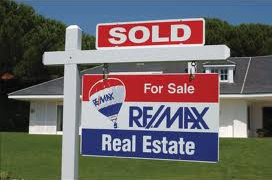 SOLD
For Sale
RE/MAX
RE/MAX
Real Estate